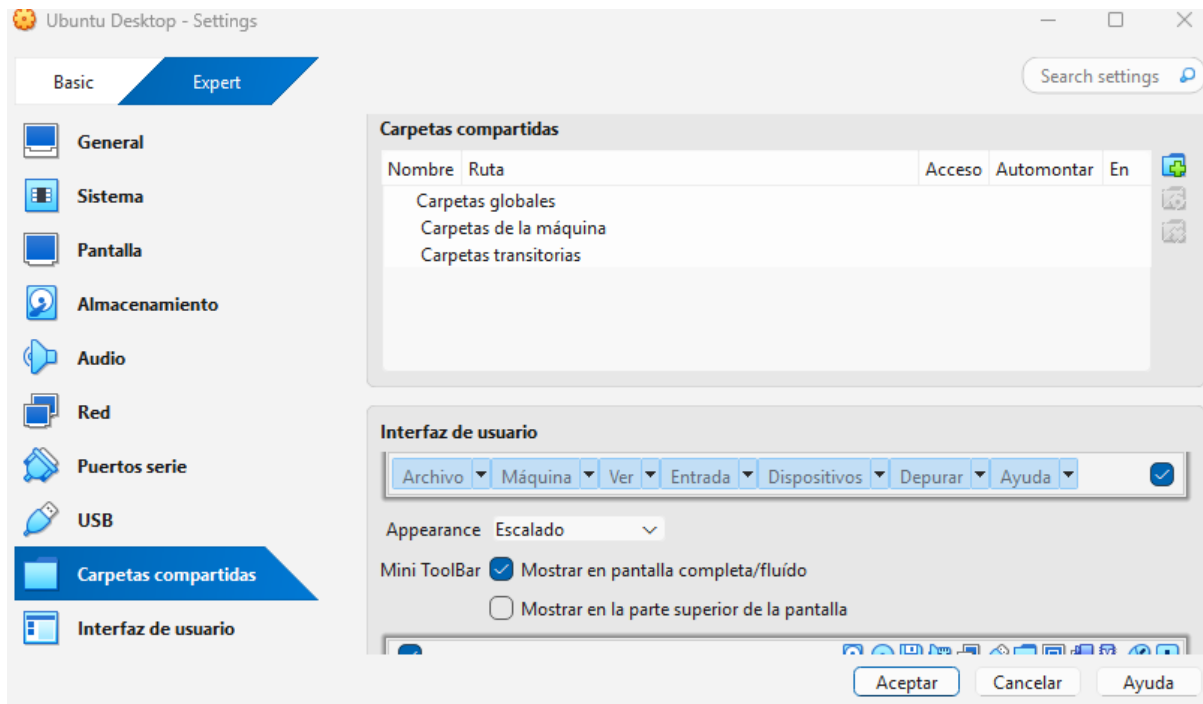 Ubuntu Desktop - Settings
Basic
Expert
Search settings
General
Sistema
Pantalla
Almacenamiento
Audio
Red
Puertos serie
USB
Carpetas compartidas
Interfaz de usuario
Carpetas compartidas
Nombre Ruta Acceso Automontar En
Carpetas globales
Carpetas de la máquina
Carpetas transitorias
Interfaz de usuario
Archivo Máquina Ver Entrada Dispositivos Depurar Ayuda
Appearance Escalado
Mini ToolBar Mostrar en pantalla completa/fluído
Mostrar en la parte superior de la pantalla
Aceptar Cancelar Ayuda